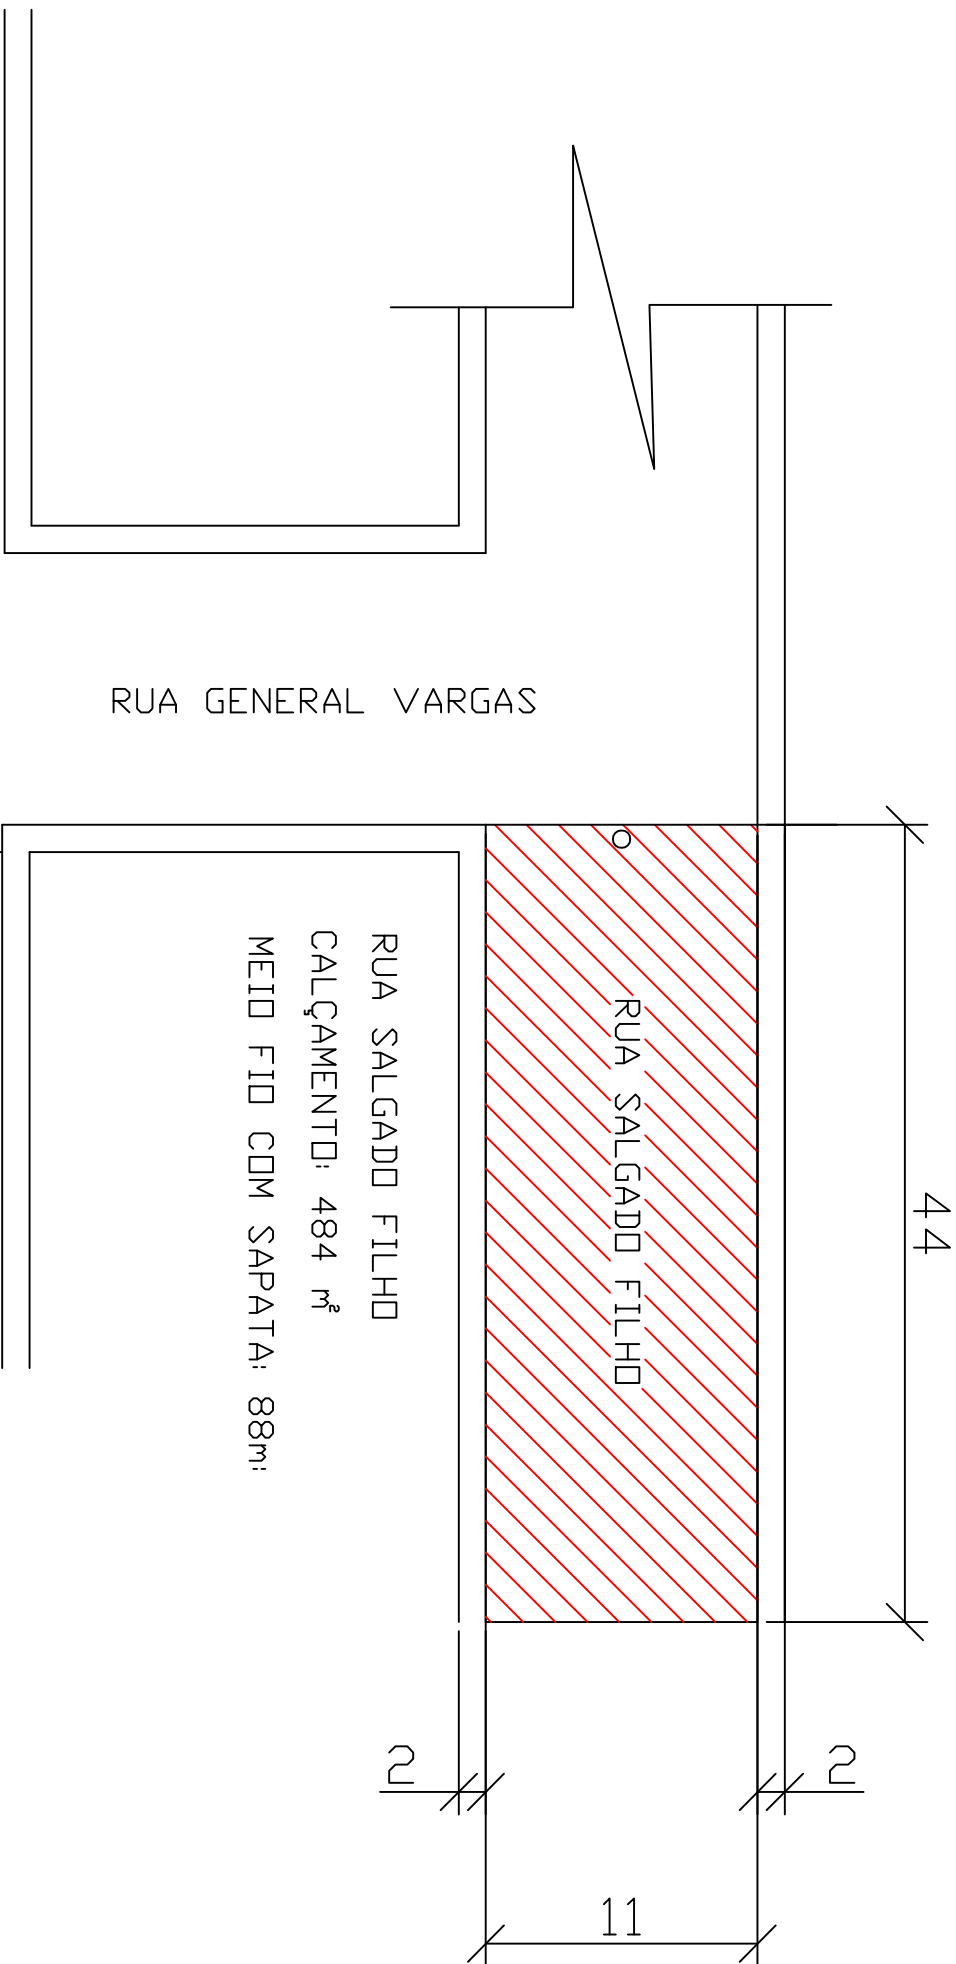 RUA GENERAL VARGAS
RUA SALGADO FILHO
44
RUA SALGADO FILHO
CALÇAMENTO: 484 m²
MEIO FIO COM SAPATA: 88m:
2
2
11